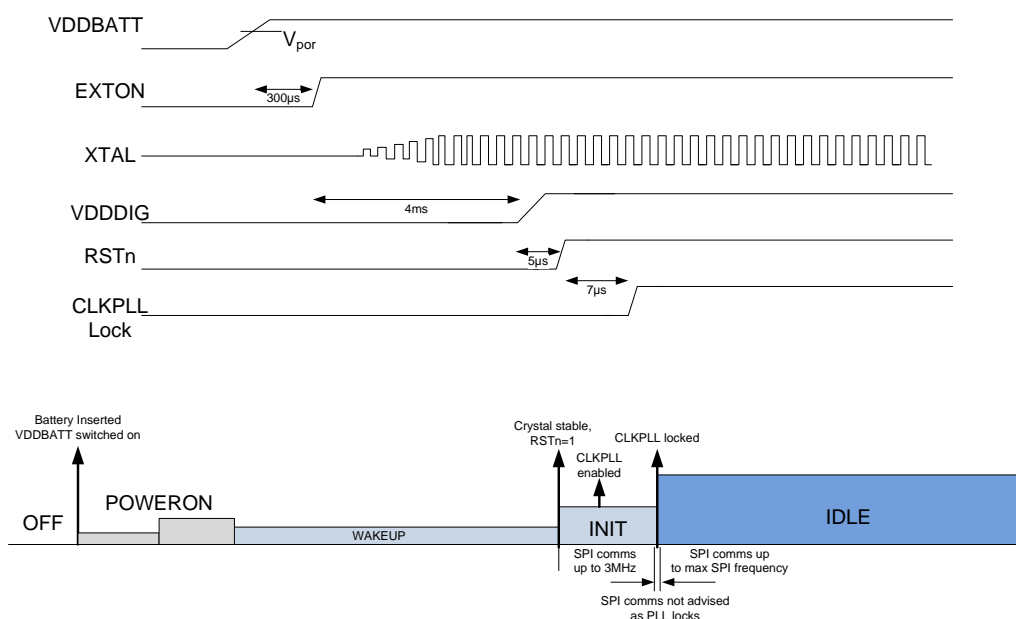 VDDBATT
Vpor
EXTON
300µs
XTAL
VDDDIG
4ms
RSTn
5µs
7µs
CLKPLL
Lock
Battery Inserted
VDDBATT switched on
Crystal stable,
RSTn=1
CLKPLL
enabled
CLKPLL locked
OFF
POWERON
WAKEUP
INIT
IDLE
SPI comms
up to 3MHz
SPI comms up
to max SPI frequency
SPI comms not advised
as PLL locks